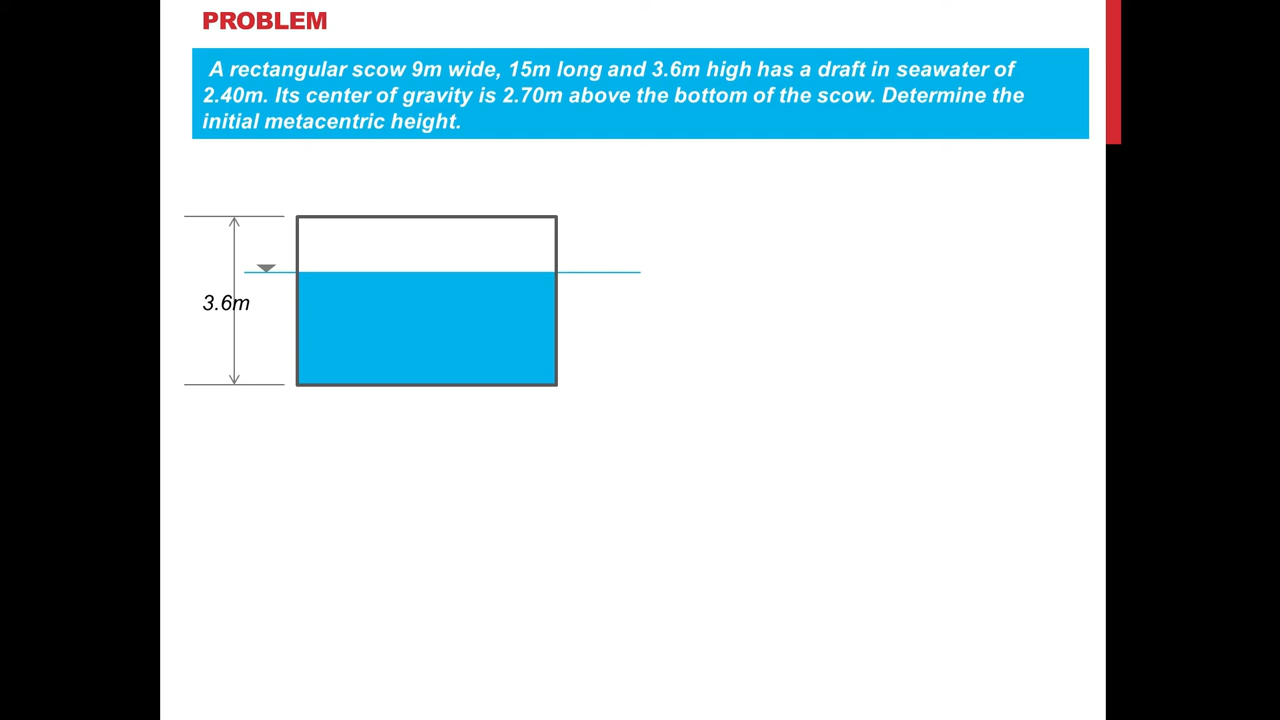 PROBLEM
A rectangular scow 9m wide, 15m long and 3.6m high has a draft in seawater of
2.40m. Its center of gravity is 2.70m above the bottom of the scow. Determine the
initial metacentric height.
3.6m